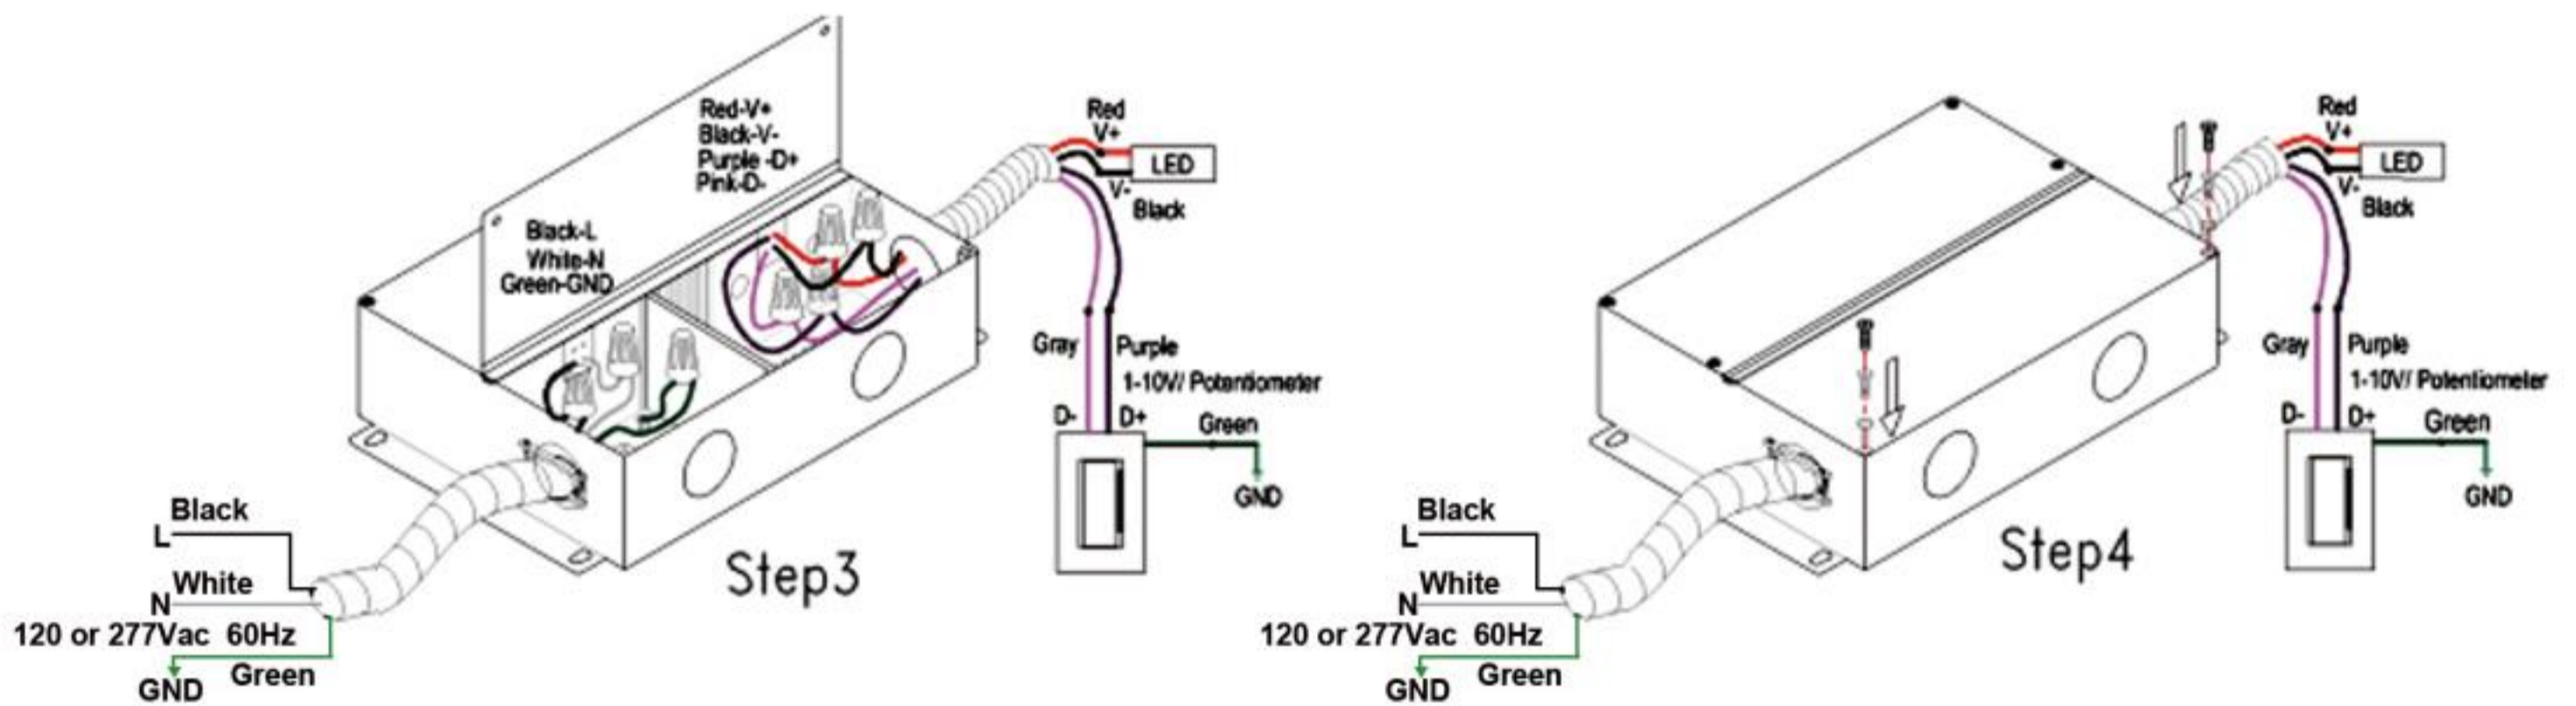 Red-V+
Black-V-
Purple -D+
Pink-D-
Black-L
White-N
Green-GND
Red
V+
LED
V-
Black
Gray
Purple
1-10V/ Potentiometer
D-
D+
Green
GND
Black
L
White
N
120 or 277Vac 60Hz
Green
GND
Step3
Red
V+
LED
V-
Black
Gray
Purple
1-10V/ Potentiometer
D-
D+
Green
GND
Black
L
White
N
120 or 277Vac 60Hz
Green
GND
Step4